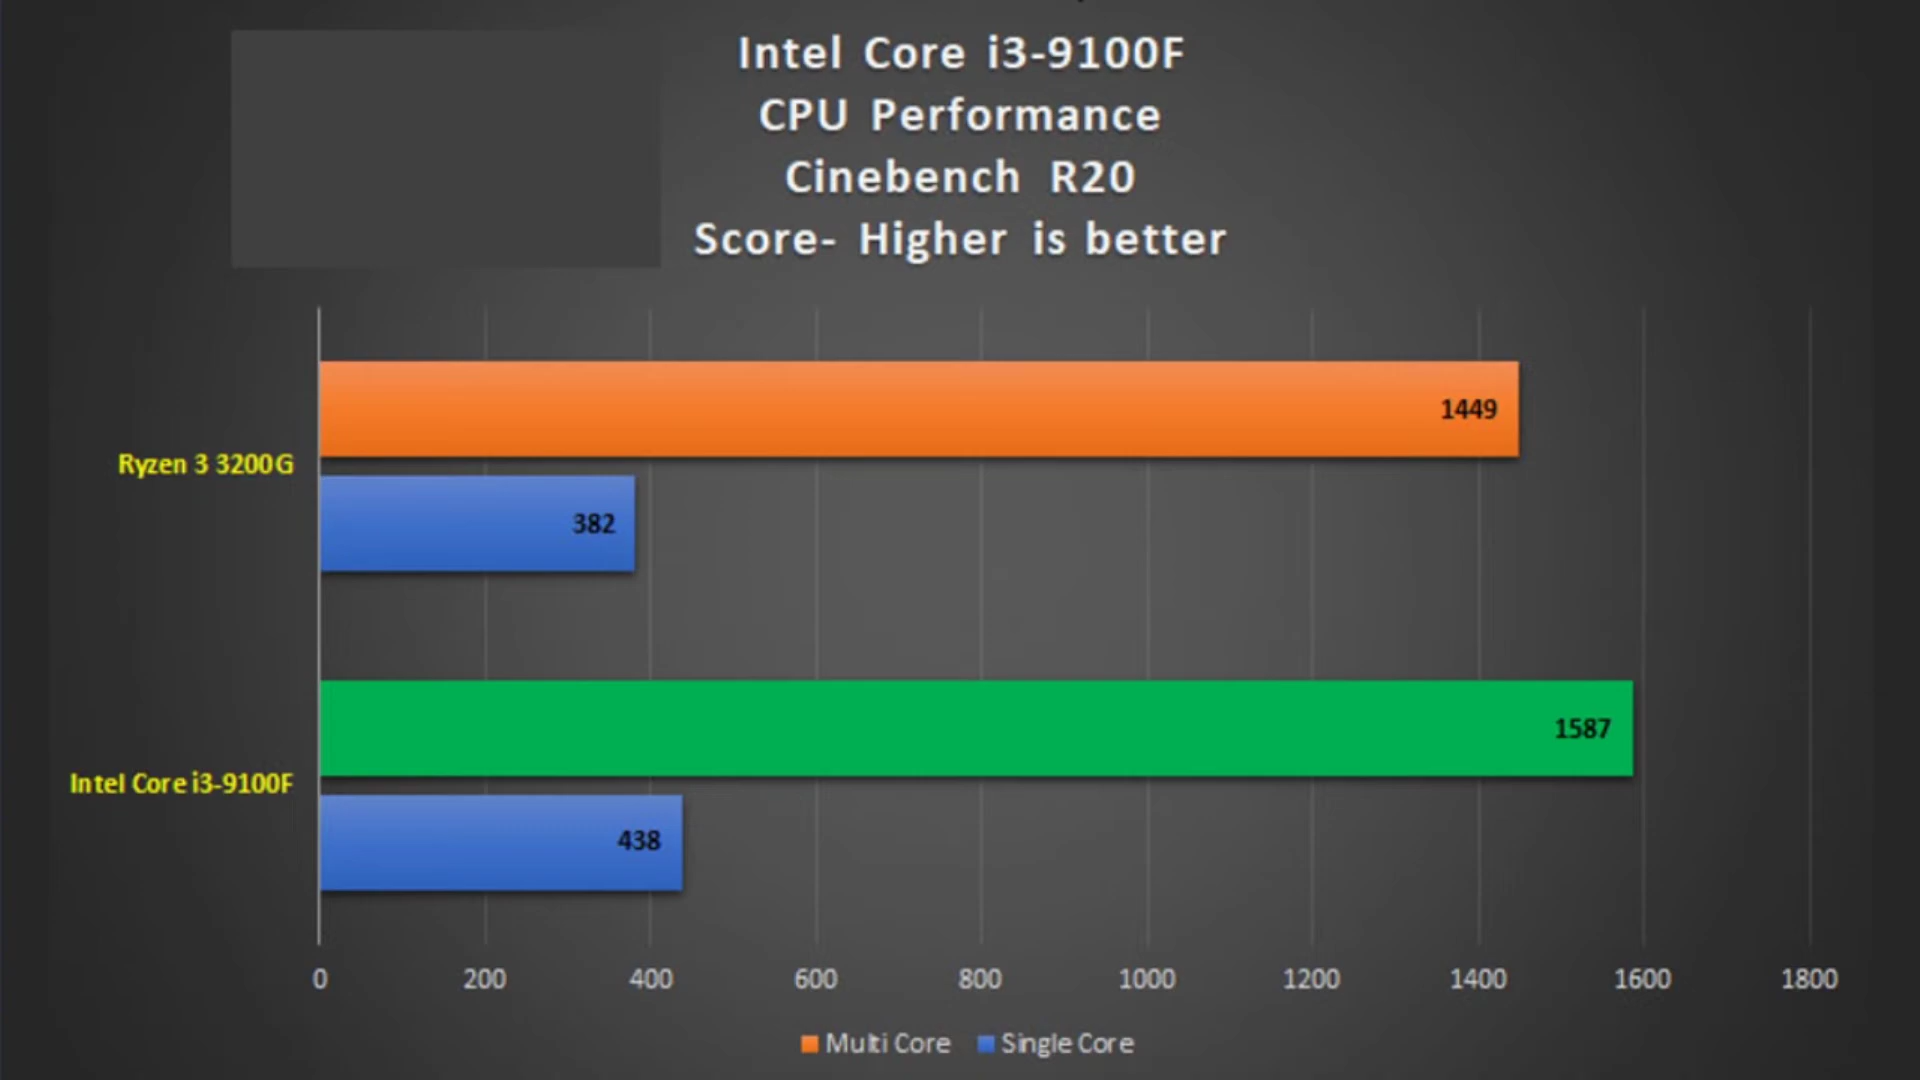 Intel Core i3-9100F
CPU Performance
Cinebench R20
Score- Higher is better
1449
Ryzen 3 3200G
382
1587
Intel Core i3-9100F
438
0 200 400 600 800 1000 1200 1400 1600 1800
Multi Core Single Core